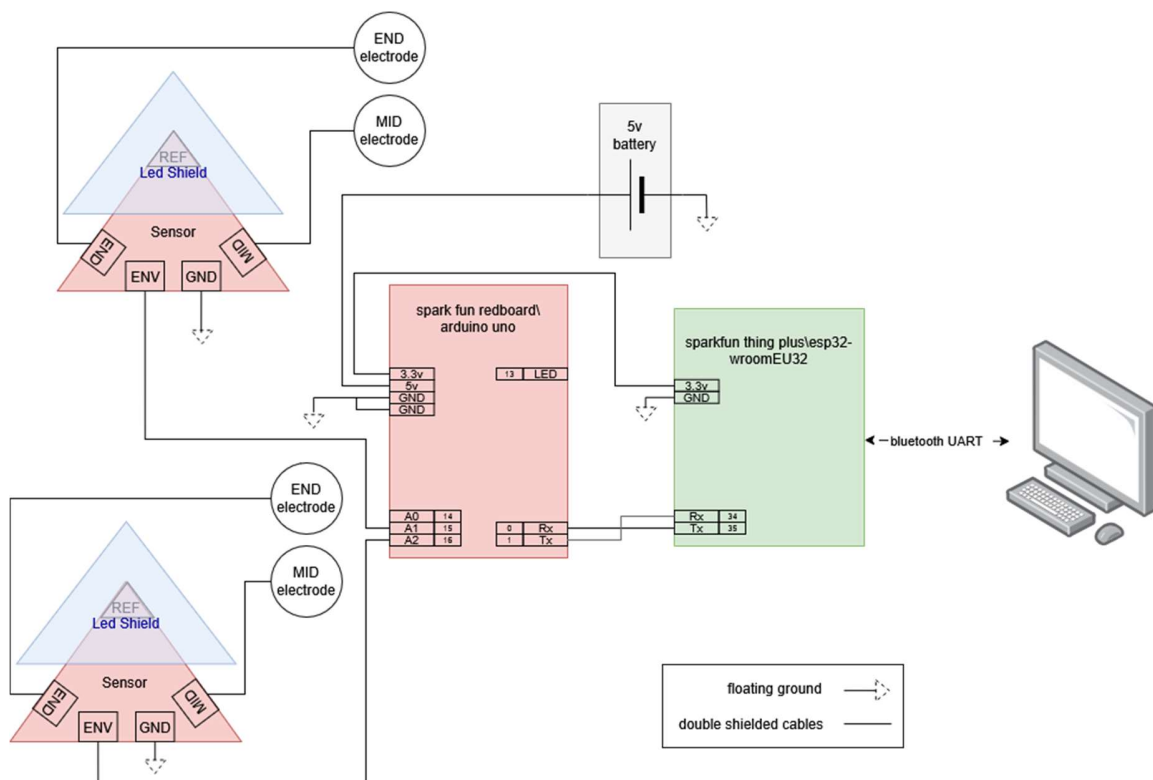 END
electrode
MID
electrode
REF
Led Shield
Sensor
END
MID
ENV
GND
5v
battery
spark fun redboard\
arduino uno
3.3v
5v
GND
GND
13 LED
A0 14
A1 15
A2 16
0 Rx
1 Tx
sparkfun thing plus\esp32-
wroomEU32
3.3v
GND
Rx 34
Tx 35
bluetooth UART
END
electrode
MID
electrode
REF
Led Shield
Sensor
END
MID
ENV
GND
floating ground
double shielded cables